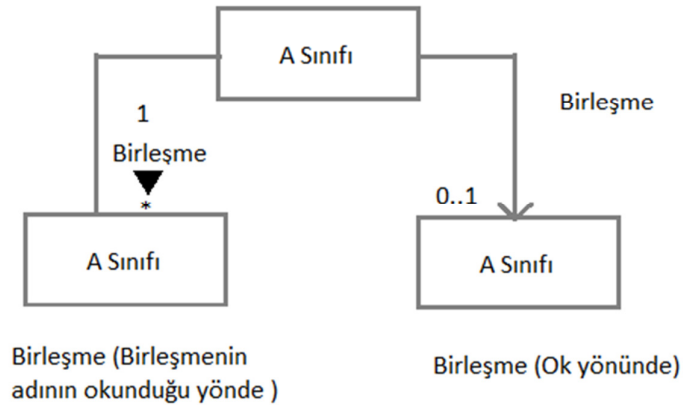 A Sınıfı
1
Birleşme
*
Birleşme
0..1
A Sınıfı
A Sınıfı
Birleşme (Birleşmenin
adının okunduğu yönde )
Birleşme (Ok yönünde)